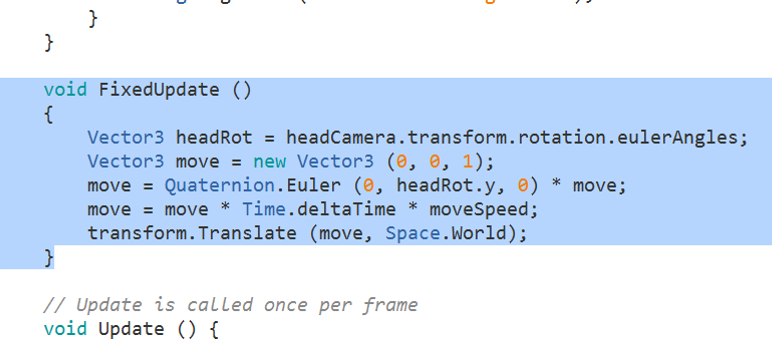 }
}
void FixedUpdate ()
{
Vector3 headRot = headCamera.transform.rotation.eulerAngles;
Vector3 move = new Vector3 (0, 0, 1);
move = Quaternion.Euler (0, headRot.y, 0) * move;
move = move * Time.deltaTime * moveSpeed;
transform.Translate (move, Space.World);
}
// Update is called once per frame
void Update () {